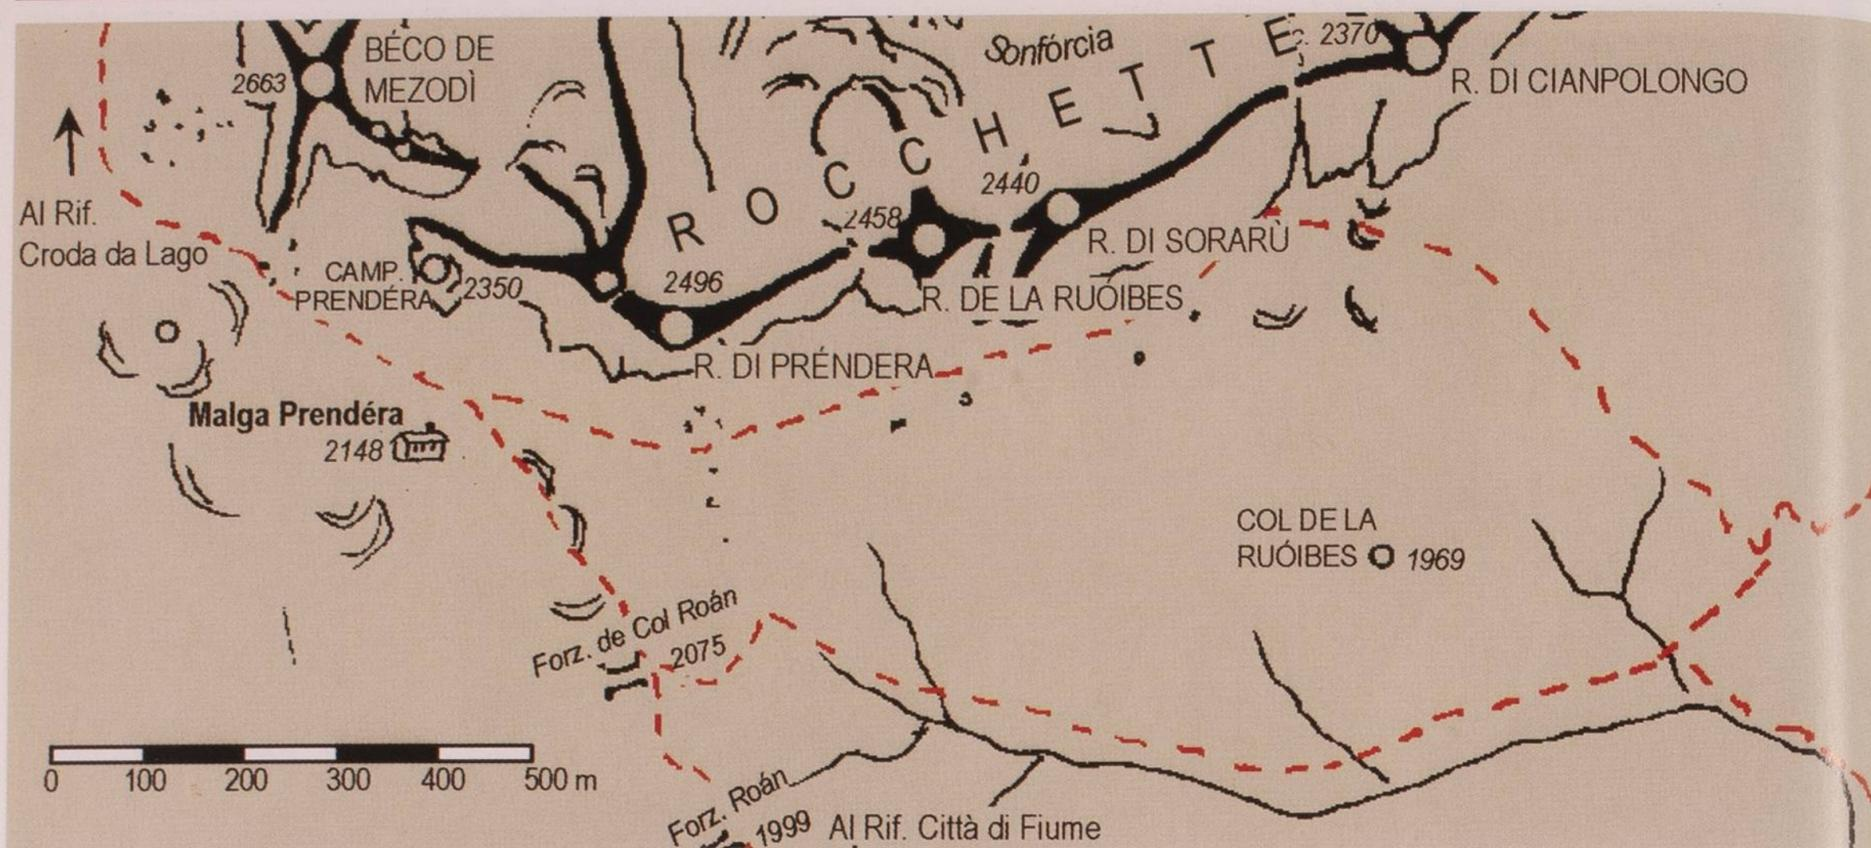 BÉCO DE
MEZODÌ
2663
Sonfórcia
2370
R. DI CIANPOLONGO
ROCCHETTE
2440
2458
R. DI SORARÙ
Al Rif.
Croda da Lago
CAMP.
PRENDÉRA
2350
2496
R. DE LA RUÓIBES
R. DI PRÉNDERA
Malga Prendéra
2148
COL DE LA
RUÓIBES 1969
Forz. de Col Roán
2075
0 100 200 300 400 500 m
Forz. Roán
1999
Al Rif. Città di Fiume